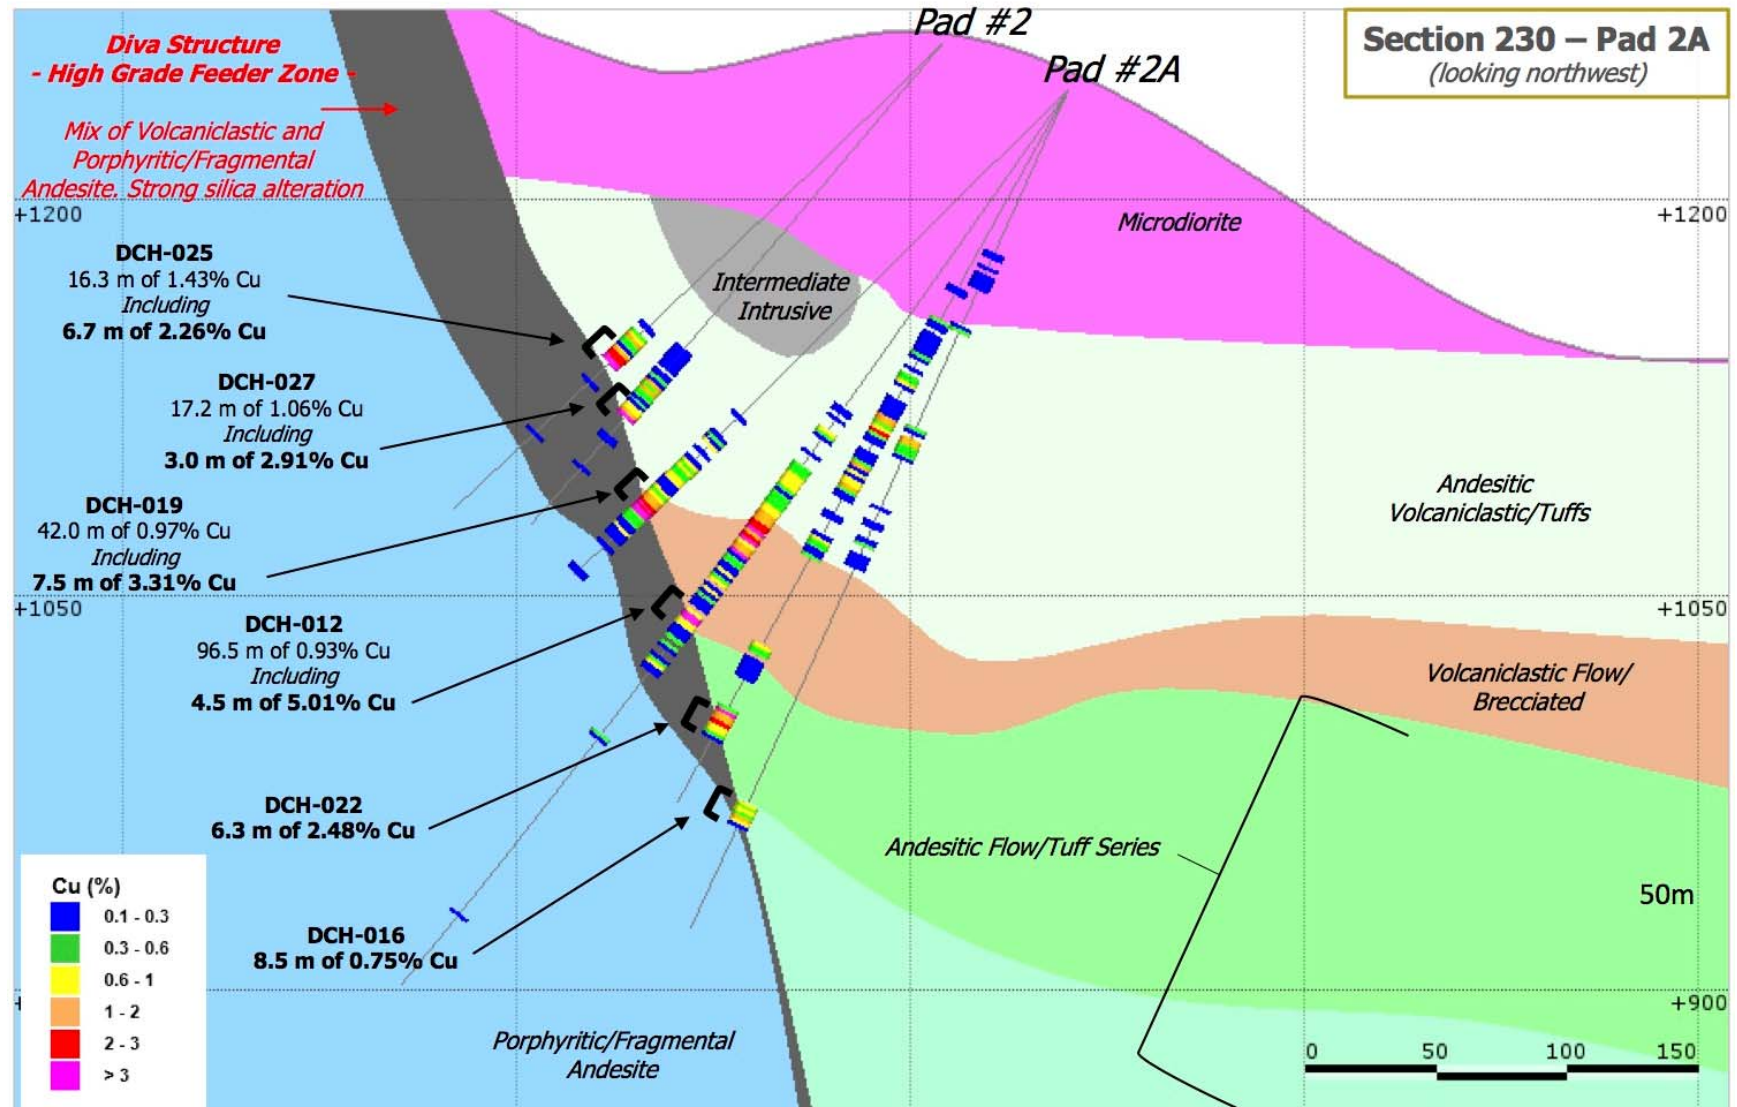 Pad #2
Pad #2A
Section 230 – Pad 2A
(looking northwest)
Diva Structure
- High Grade Feeder Zone -
Mix of Volcaniclastic and
Porphyritic/Fragmental
Andesite. Strong silica alteration
+1200
+1200
Microdiorite
DCH-025
16.3 m of 1.43% Cu
Including
6.7 m of 2.26% Cu
Intermediate
Intrusive
DCH-027
17.2 m of 1.06% Cu
Including
3.0 m of 2.91% Cu
Andesitic
Volcaniclastic/Tuffs
DCH-019
42.0 m of 0.97% Cu
Including
7.5 m of 3.31% Cu
+1050
+1050
DCH-012
96.5 m of 0.93% Cu
Including
4.5 m of 5.01% Cu
Volcaniclastic Flow/
Brecciated
DCH-022
6.3 m of 2.48% Cu
Andesitic Flow/Tuff Series
50m
DCH-016
8.5 m of 0.75% Cu
Cu (%)
0.1 - 0.3
0.3 - 0.6
0.6 - 1
1 - 2
2 - 3
> 3
+900
Porphyritic/Fragmental
Andesite
0 50 100 150